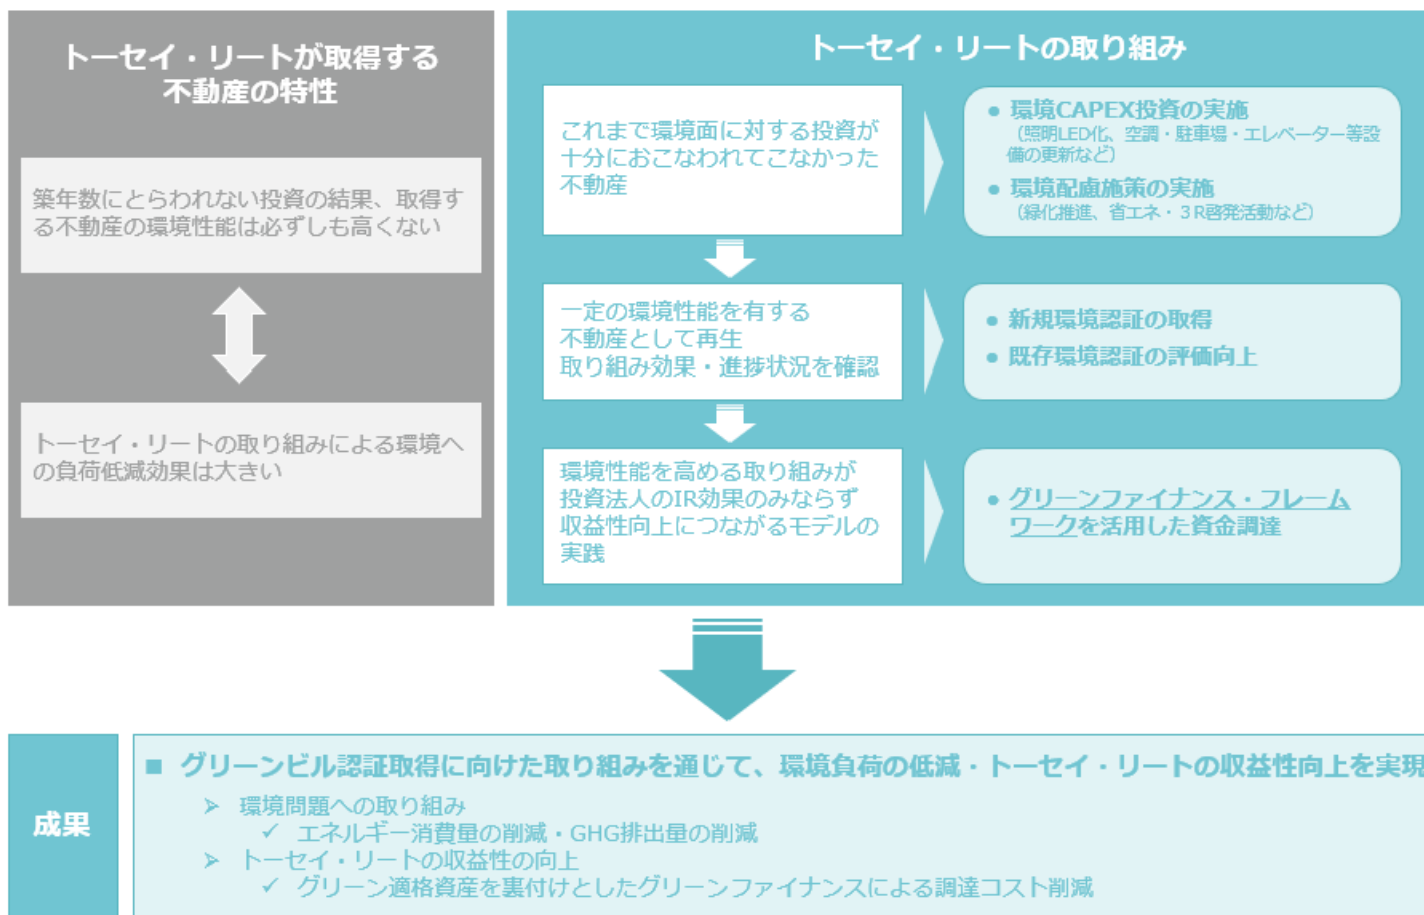 トーセイ・リートが取得する
不動産の特性
築年数にとらわれない投資の結果、取得す
る不動産の環境性能は必ずしも高くない
トーセイ・リートの取り組みによる環境へ
の負荷低減効果は大きい
トーセイ・リートの取り組み
これまで環境面に対する投資が
十分におこなわれてこなかった
不動産
● 環境CAPEX投資の実施
（照明LED化、空調・駐車場・エレベーター等設
備の更新など）
● 環境配慮施策の実施
（緑化推進、省エネ・３R啓発活動など）
一定の環境性能を有する
不動産として再生
取り組み効果・進捗状況を確認
● 新規環境認証の取得
● 既存環境認証の評価向上
環境性能を高める取り組みが
投資法人のIR効果のみならず
収益性向上につながるモデルの
実践
● グリーンファイナンス・フレーム
ワークを活用した資金調達
成果
■ グリーンビル認証取得に向けた取り組みを通じて、環境負荷の低減・トーセイ・リートの収益性向上を実現
➢ 環境問題への取り組み
✓ エネルギー消費量の削減・GHG排出量の削減
➢ トーセイ・リートの収益性の向上
✓ グリーン適格資産を裏付けとしたグリーンファイナンスによる調達コスト削減